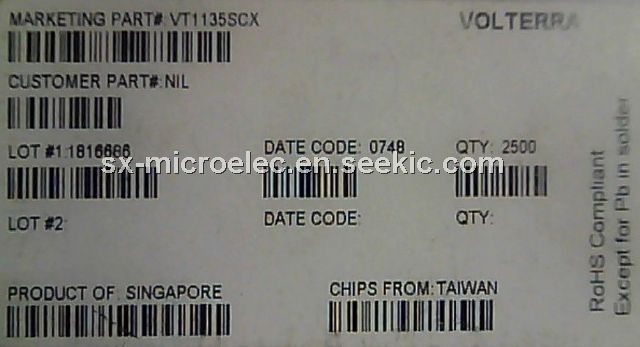 MARKETING PART#: VT1135SCX
VOLTERRA
CUSTOMER PART#:NIL
LOT #1:1816686
DATE CODE: 0748
QTY: 2500
sx-microelec.en.seekic.com
LOT #2:
DATE CODE:
QTY:
PRODUCT OF: SINGAPORE
CHIPS FROM:TAIWAN
RoHS Compliant
Except for Pb in solder